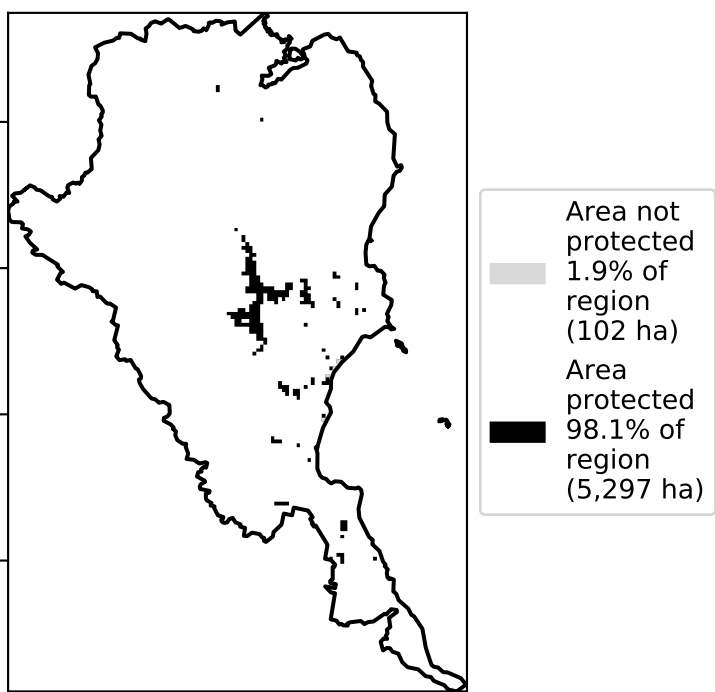 Area not
protected
1.9% of
region
(102 ha)
Area
protected
98.1% of
region
(5,297 ha)